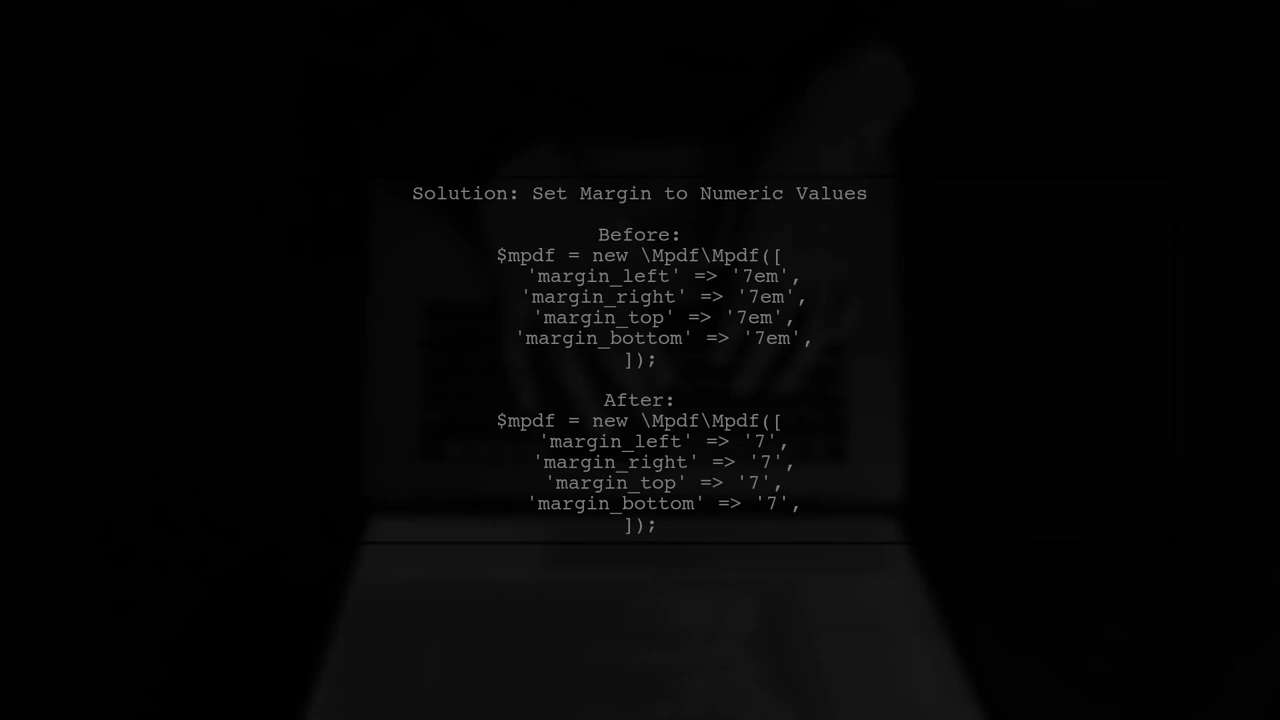 Solution: Set Margin to Numeric Values
Before:
$mpdf = new \Mpdf\Mpdf([
'margin_left' => '7em',
'margin_right' => '7em',
'margin_top' => '7em',
'margin_bottom' => '7em',
]);
After:
$mpdf = new \Mpdf\Mpdf([
'margin_left' => '7',
'margin_right' => '7',
'margin_top' => '7',
'margin_bottom' => '7',
]);